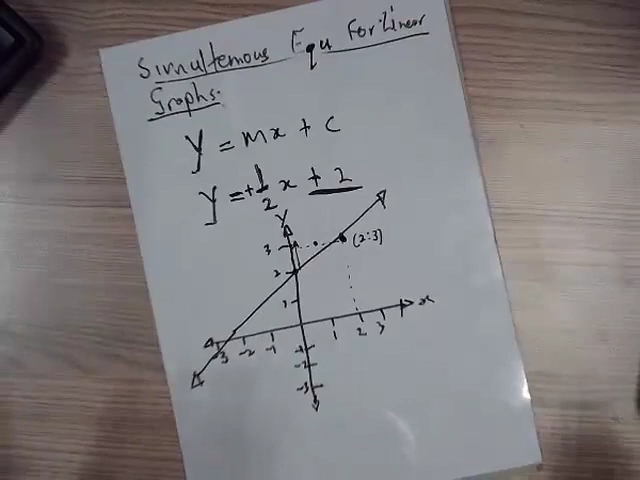 Simultemous Equ For Linear
Graphs.
y = mx + c
y = +1/2 x + 2
y
3
(2:3)
2
1
x
-3 -2 -1 1 2 3
-1
-2
-3